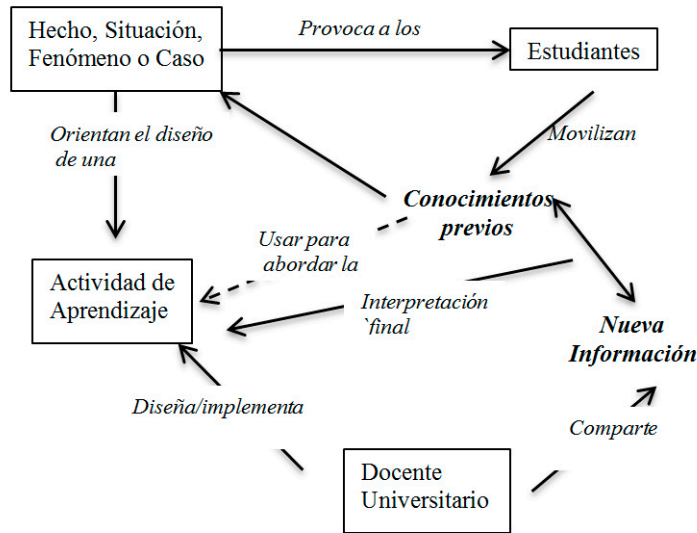 Hecho, Situación,
Fenómeno o Caso
Provoca a los
Estudiantes
Orientan el diseño
de una
Movilizan
Conocimientos
previos
Usar para
abordar la
Actividad de
Aprendizaje
Interpretación
`final
Nueva
Información
Diseña/implementa
Comparte
Docente
Universitario